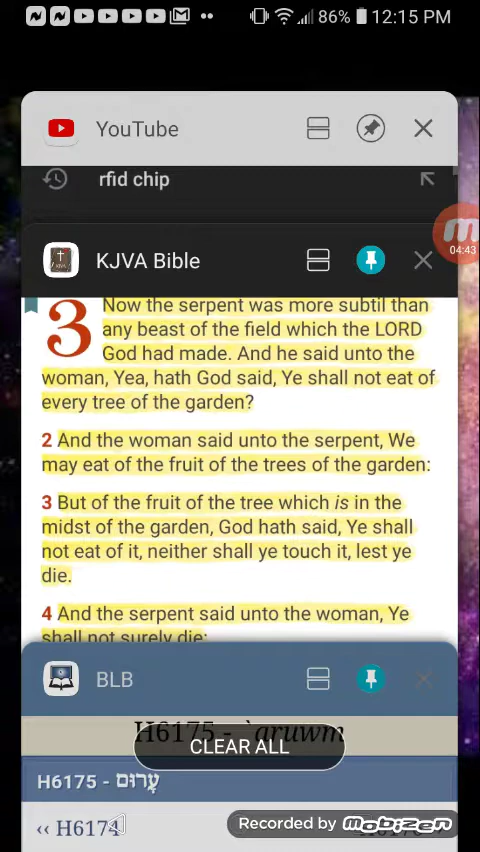 86% 12:15 PM
YouTube
rfid chip
04:43
KJVA Bible
3 Now the serpent was more subtil than
any beast of the field which the LORD
God had made. And he said unto the
woman, Yea, hath God said, Ye shall not eat of
every tree of the garden?
2 And the woman said unto the serpent, We
may eat of the fruit of the trees of the garden:
3 But of the fruit of the tree which is in the
midst of the garden, God hath said, Ye shall
not eat of it, neither shall ye touch it, lest ye
die.
4 And the serpent said unto the woman, Ye
shall not surely die:
BLB
H6175 - `aruwm
CLEAR ALL
H6175 - עָרוּם
‹‹ H6174
Recorded by mobizen